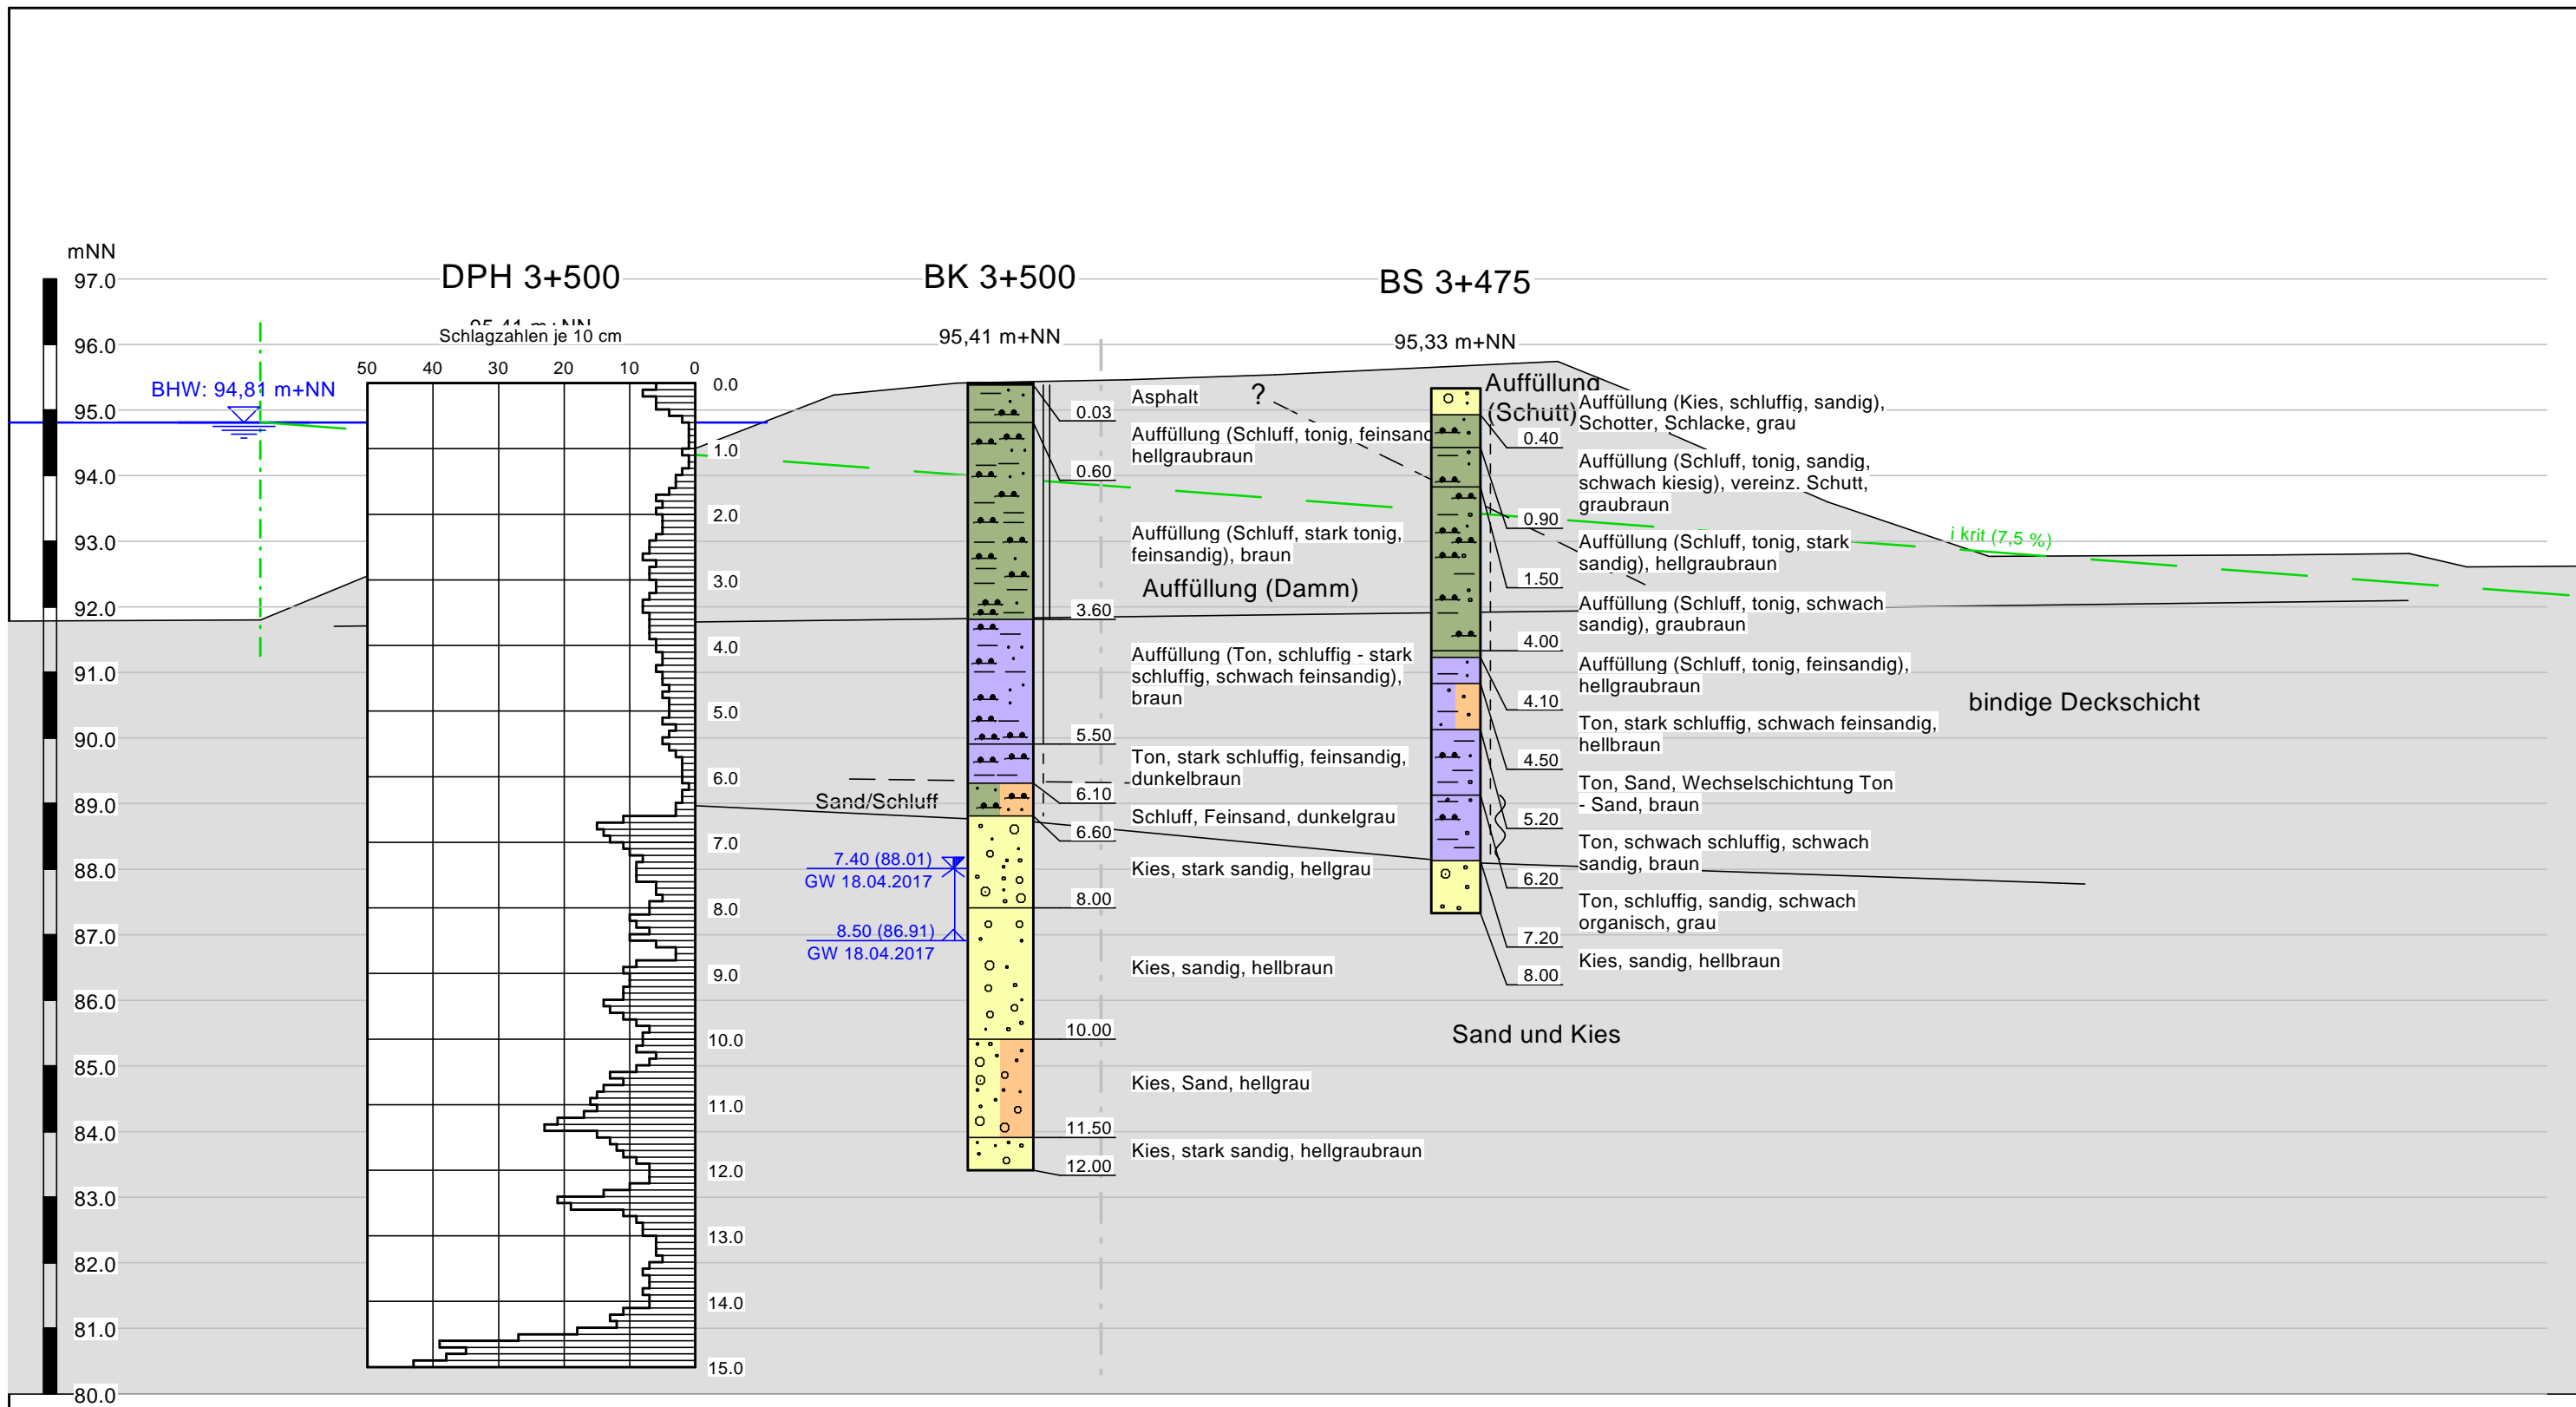 mNN
97.0
96.0
95.0
94.0
93.0
92.0
91.0
90.0
89.0
88.0
87.0
86.0
85.0
84.0
83.0
82.0
81.0
80.0
BHW: 94,81 m+NN
DPH 3+500
95,41 m+NN
Schlagzahlen je 10 cm
50 40 30 20 10 0
0.0
1.0
2.0
3.0
4.0
5.0
6.0
7.0
8.0
9.0
10.0
11.0
12.0
13.0
14.0
15.0
BK 3+500
95,41 m+NN
0.03
0.60
3.60
5.50
6.10
6.60
8.00
10.00
11.50
12.00
Asphalt
Auffüllung (Schluff, tonig, feinsand
hellgraubraun
Auffüllung (Schluff, stark tonig,
feinsandig), braun
Auffüllung (Damm)
Auffüllung (Ton, schluffig - stark
schluffig, schwach feinsandig),
braun
Ton, stark schluffig, feinsandig,
dunkelbraun
Schluff, Feinsand, dunkelgrau
Kies, stark sandig, hellgrau
Kies, sandig, hellbraun
Kies, Sand, hellgrau
Kies, stark sandig, hellgraubraun
Sand/Schluff
7.40 (88.01)
GW 18.04.2017
8.50 (86.91)
GW 18.04.2017
?
BS 3+475
95,33 m+NN
Auffüllung
(Schutt)
0.40
0.90
1.50
4.00
4.10
4.50
5.20
6.20
7.20
8.00
Auffüllung (Kies, schluffig, sandig),
Schotter, Schlacke, grau
Auffüllung (Schluff, tonig, sandig,
schwach kiesig), vereinz. Schutt,
graubraun
Auffüllung (Schluff, tonig, stark
sandig), hellgraubraun
Auffüllung (Schluff, tonig, schwach
sandig), graubraun
Auffüllung (Schluff, tonig, feinsandig),
hellgraubraun
Ton, stark schluffig, schwach feinsandig,
hellbraun
Ton, Sand, Wechselschichtung Ton
- Sand, braun
Ton, schwach schluffig, schwach
sandig, braun
Ton, schluffig, sandig, schwach
organisch, grau
Kies, sandig, hellbraun
i krit (7,5 %)
bindige Deckschicht
Sand und Kies